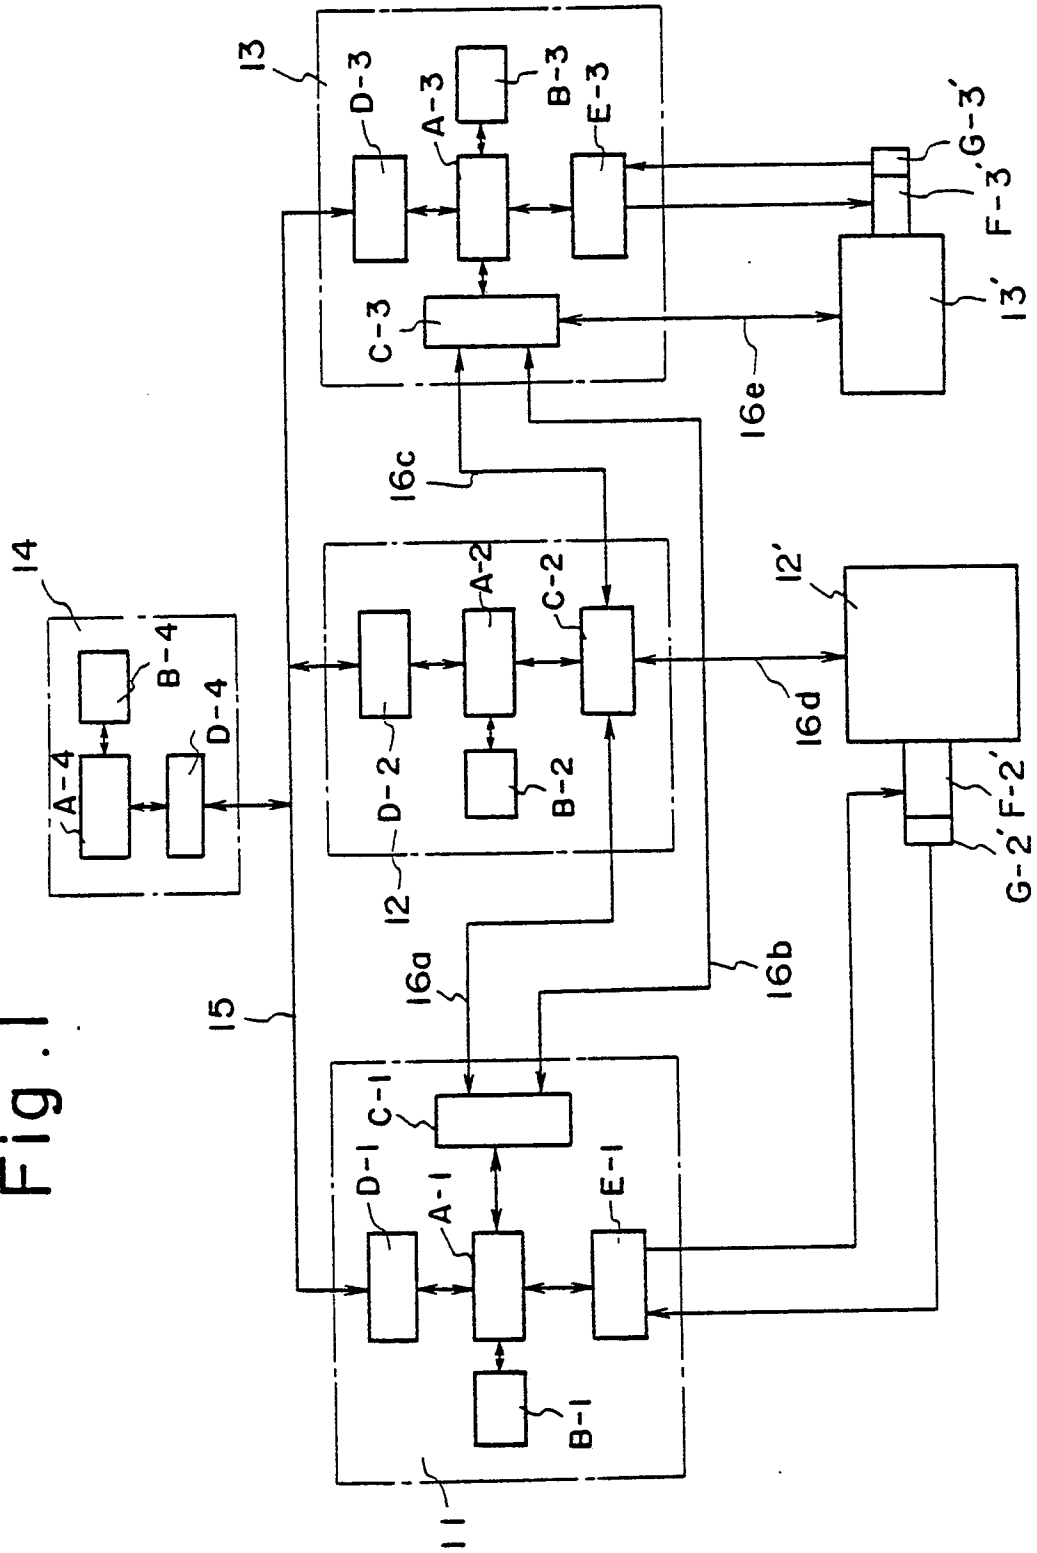 Fig.1
14
A-4
B-4
D-4
15
11
D-1
A-1
B-1
C-1
E-1
16a
16b
12
D-2
A-2
B-2
C-2
16c
16d
13
D-3
A-3
B-3
C-3
E-3
16e
12′
F-2′
G-2′
13′
F-3′
G-3′